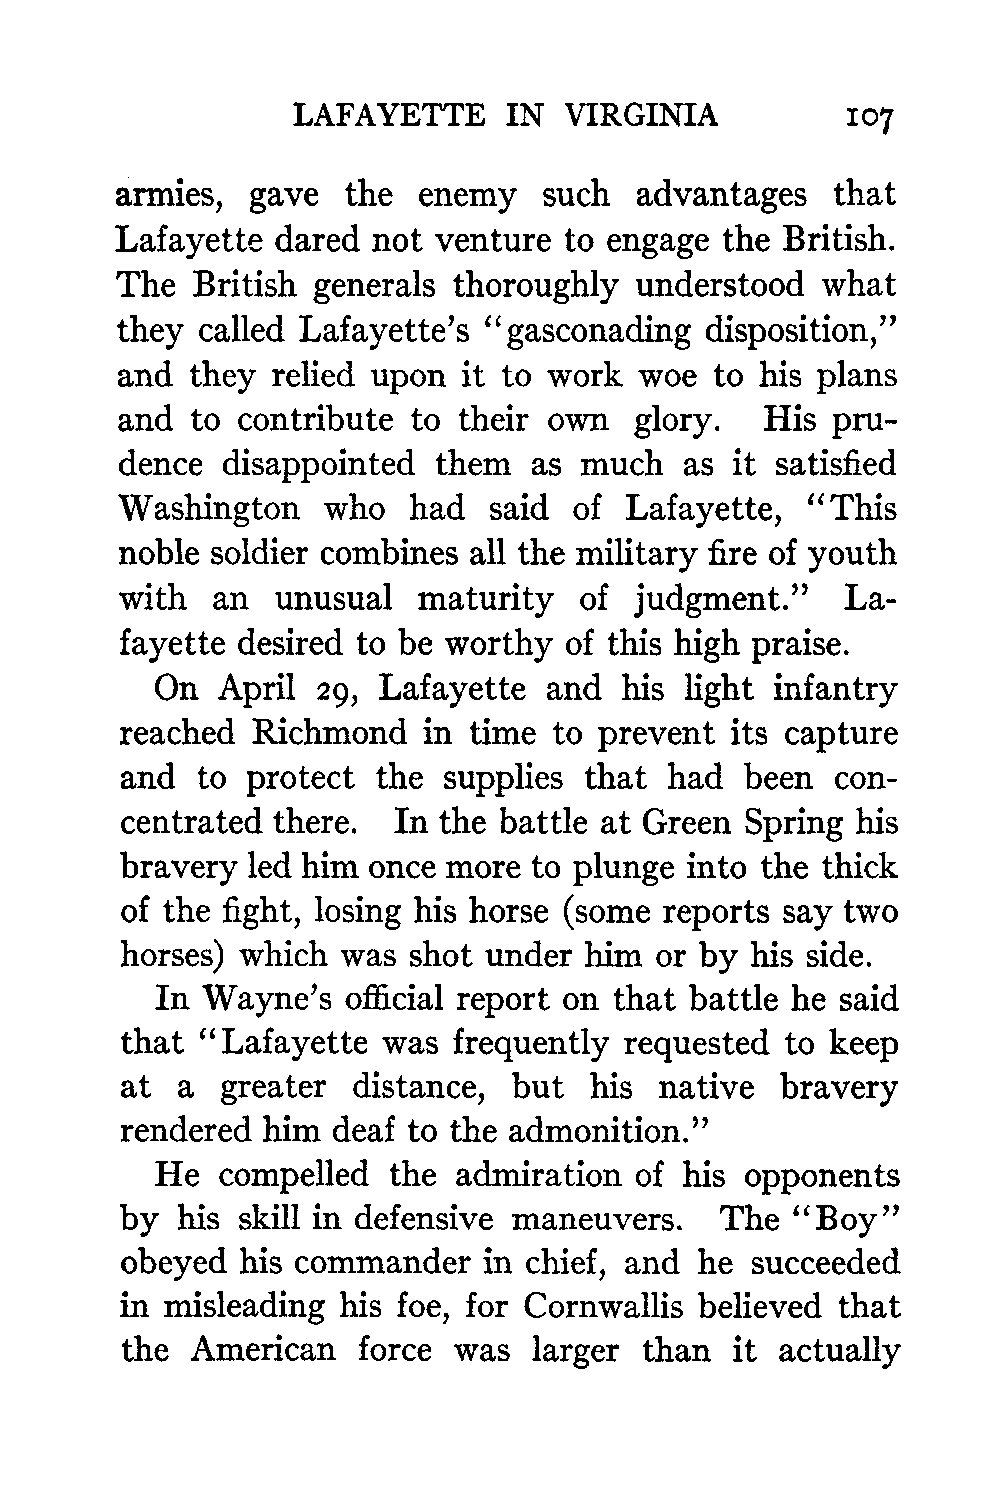 LAFAYETTE IN VIRGINIA 107
armies, gave the enemy such advantages that
Lafayette dared not venture to engage the British.
The British generals thoroughly understood what
they called Lafayette's "gasconading disposition,"
and they relied upon it to work woe to his plans
and to contribute to their own glory. His pru-
dence disappointed them as much as it satisfied
Washington who had said of Lafayette, "This
noble soldier combines all the military fire of youth
with an unusual maturity of judgment." La-
fayette desired to be worthy of this high praise.
On April 29, Lafayette and his light infantry
reached Richmond in time to prevent its capture
and to protect the supplies that had been con-
centrated there. In the battle at Green Spring his
bravery led him once more to plunge into the thick
of the fight, losing his horse (some reports say two
horses) which was shot under him or by his side.
In Wayne's official report on that battle he said
that "Lafayette was frequently requested to keep
at a greater distance, but his native bravery
rendered him deaf to the admonition."
He compelled the admiration of his opponents
by his skill in defensive maneuvers. The "Boy"
obeyed his commander in chief, and he succeeded
in misleading his foe, for Cornwallis believed that
the American force was larger than it actually